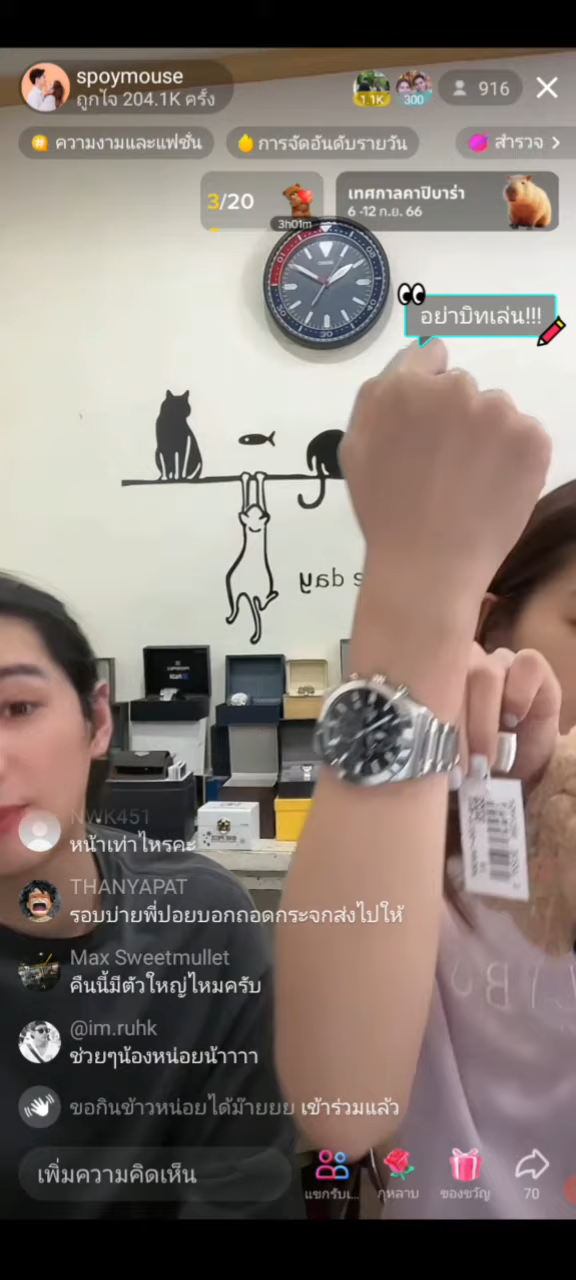 spoymouse
ถูกใจ 204.1K ครั้ง
1.1K
300
916
ความงามและแฟชั่น
การจัดอันดับรายวัน
สำรวจ >
3/20
3h01m
เทศกาลคาปิบาร่า
6 -12 ก.ย. 66
อย่าบิทเล่น!!!
e day
NWK451
หน้าเท่าไหรคะ
THANYAPAT
รอบบ่ายพี่ปอยบอกถอดกระจกส่งไปให้
Max Sweetmullet
คืนนี้มีตัวใหญ่ไหมครับ
@im.ruhk
ช่วยๆน้องหน่อยน้าาาา
ขอกินข้าวหน่อยได้ม๊ายยย เข้าร่วมแล้ว
เพิ่มความคิดเห็น
แขกรับเ...
กุหลาบ
ของขวัญ
70